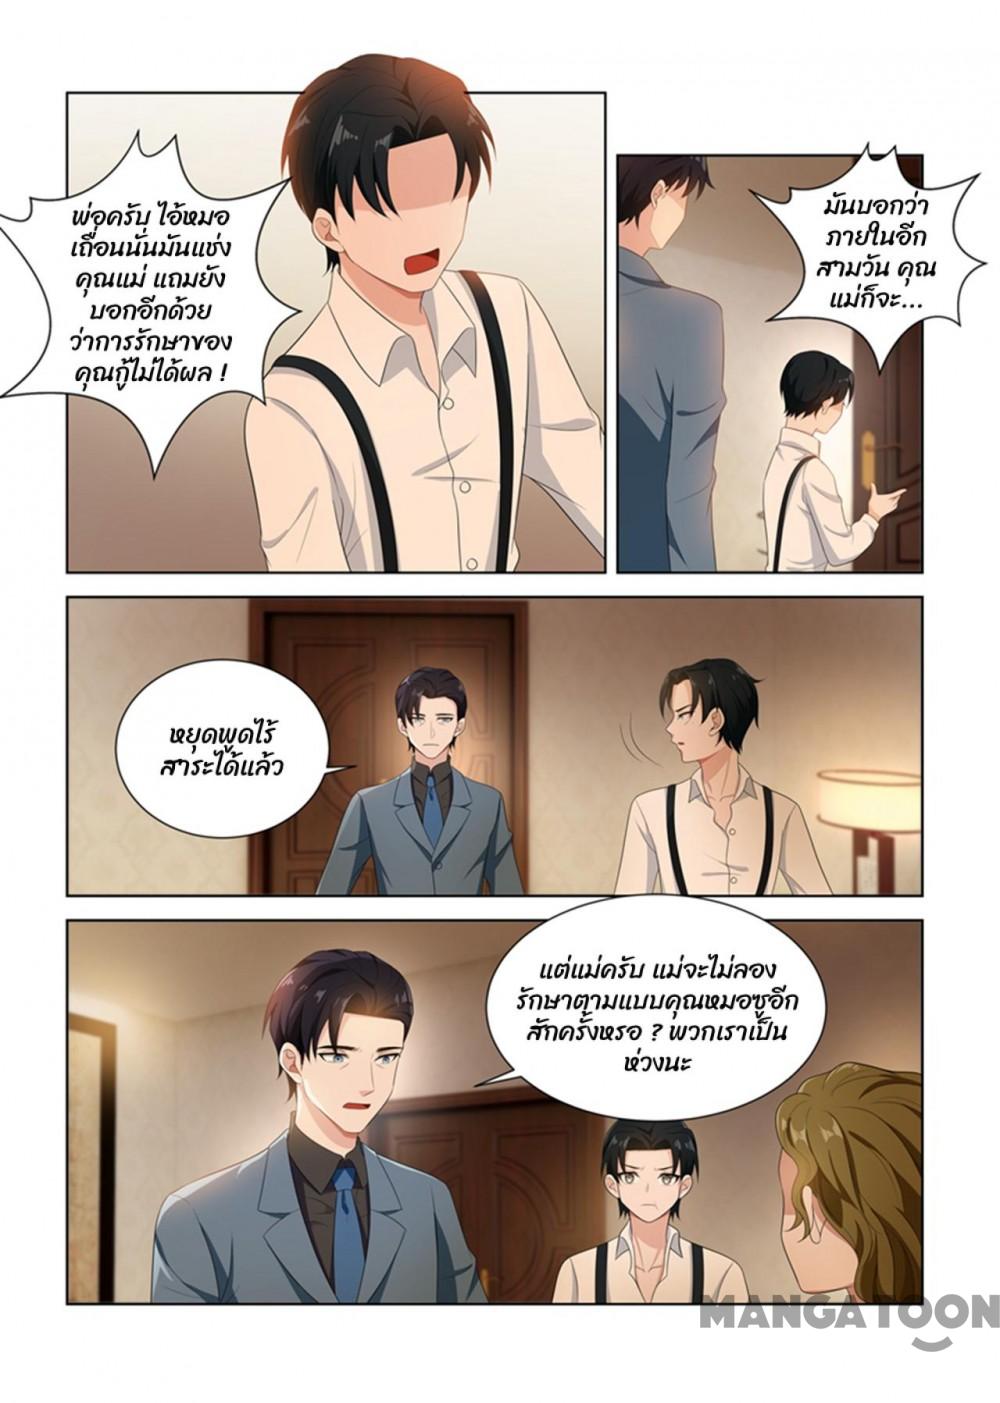 พ่อครับ ไอ้หมอ
เถื่อนนั่นมันแช่ง
คุณแม่ แถมยัง
บอกอีกด้วย
ว่าการรักษาของ
คุณกู้ไม่ได้ผล !
มันบอกว่า
ภายในอีก
สามวัน คุณ
แม่ก็จะ...
หยุดพูดไร้
สาระได้แล้ว
แต่แม่ครับ แม่จะไม่ลอง
รักษาตามแบบคุณหมอซูอีก
สักครั้งหรอ ? พวกเราเป็น
ห่วงนะ
MANGATOON